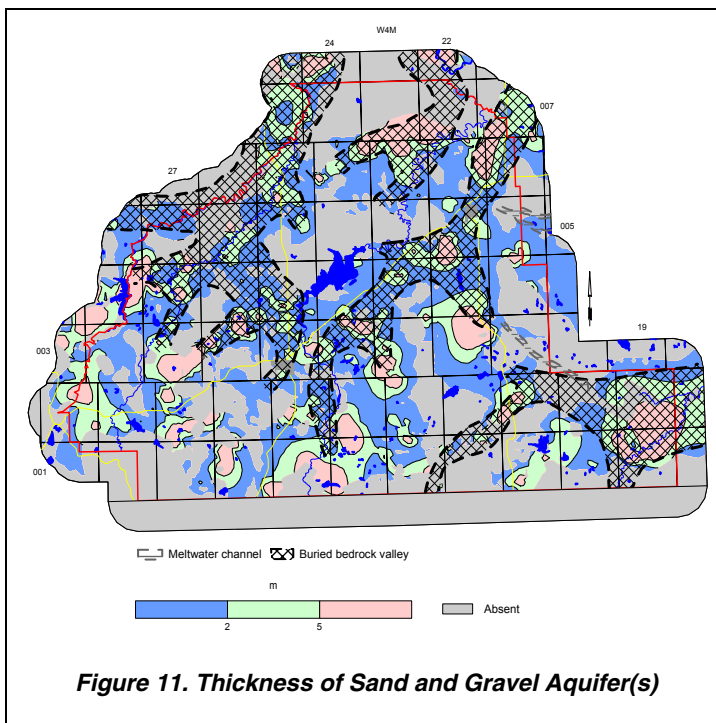 W4M
24
22
007
27
005
19
003
001
Meltwater channel
Buried bedrock valley
m
2
5
Absent
Figure 11. Thickness of Sand and Gravel Aquifer(s)